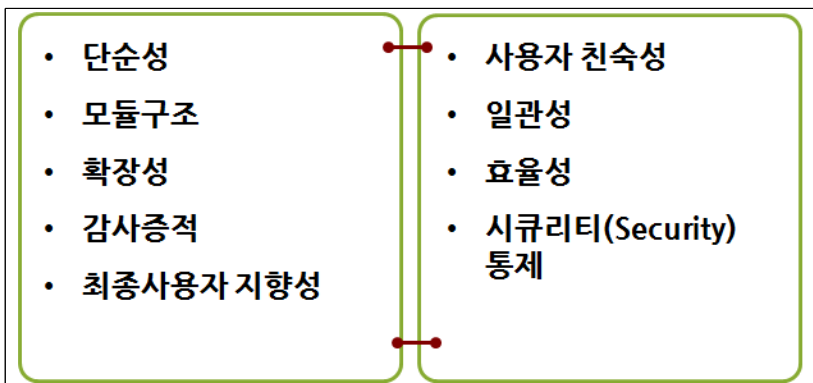 • 단순성
• 모듈구조
• 확장성
• 감사증적
• 최종사용자 지향성
• 사용자 친숙성
• 일관성
• 효율성
• 시큐리티(Security)
통제